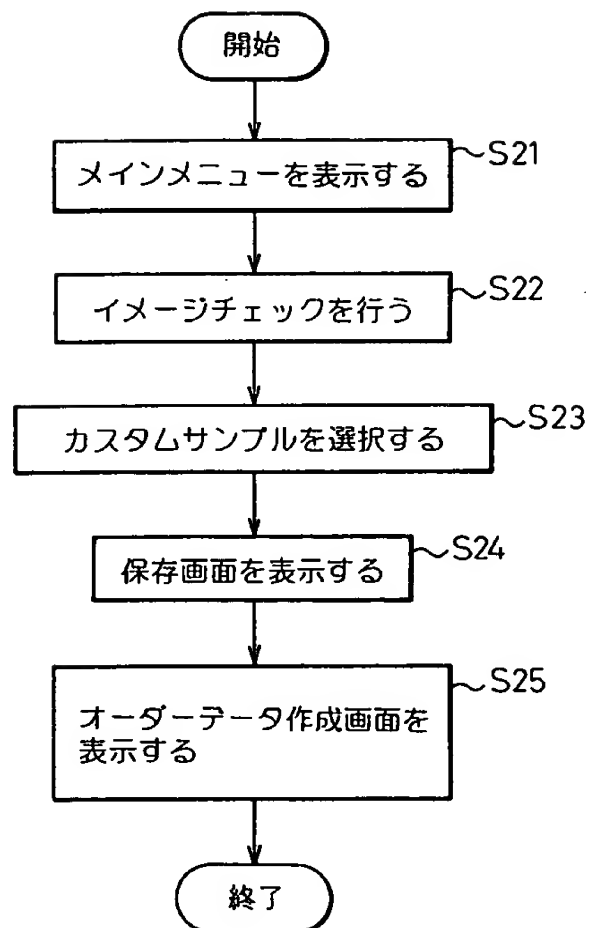 開始
メインメニューを表示する
S21
イメージチェックを行う
S22
カスタムサンプルを選択する
S23
保存画面を表示する
S24
オーダーデータ作成画面を
表示する
S25
終了